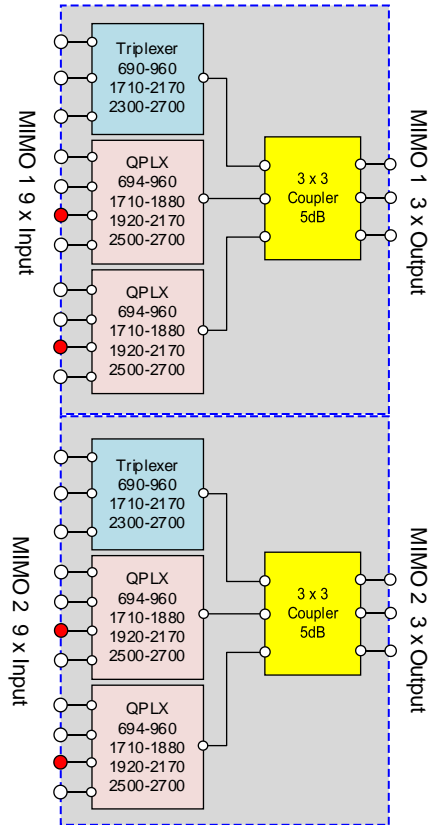 MIMO 1 9 x Input
Triplexer
690-960
1710-2170
2300-2700
QPLX
694-960
1710-1880
1920-2170
2500-2700
QPLX
694-960
1710-1880
1920-2170
2500-2700
3 x 3
Coupler
5dB
MIMO 1 3 x Output
MIMO 2 9 x Input
Triplexer
690-960
1710-2170
2300-2700
QPLX
694-960
1710-1880
1920-2170
2500-2700
QPLX
694-960
1710-1880
1920-2170
2500-2700
3 x 3
Coupler
5dB
MIMO 2 3 x Output